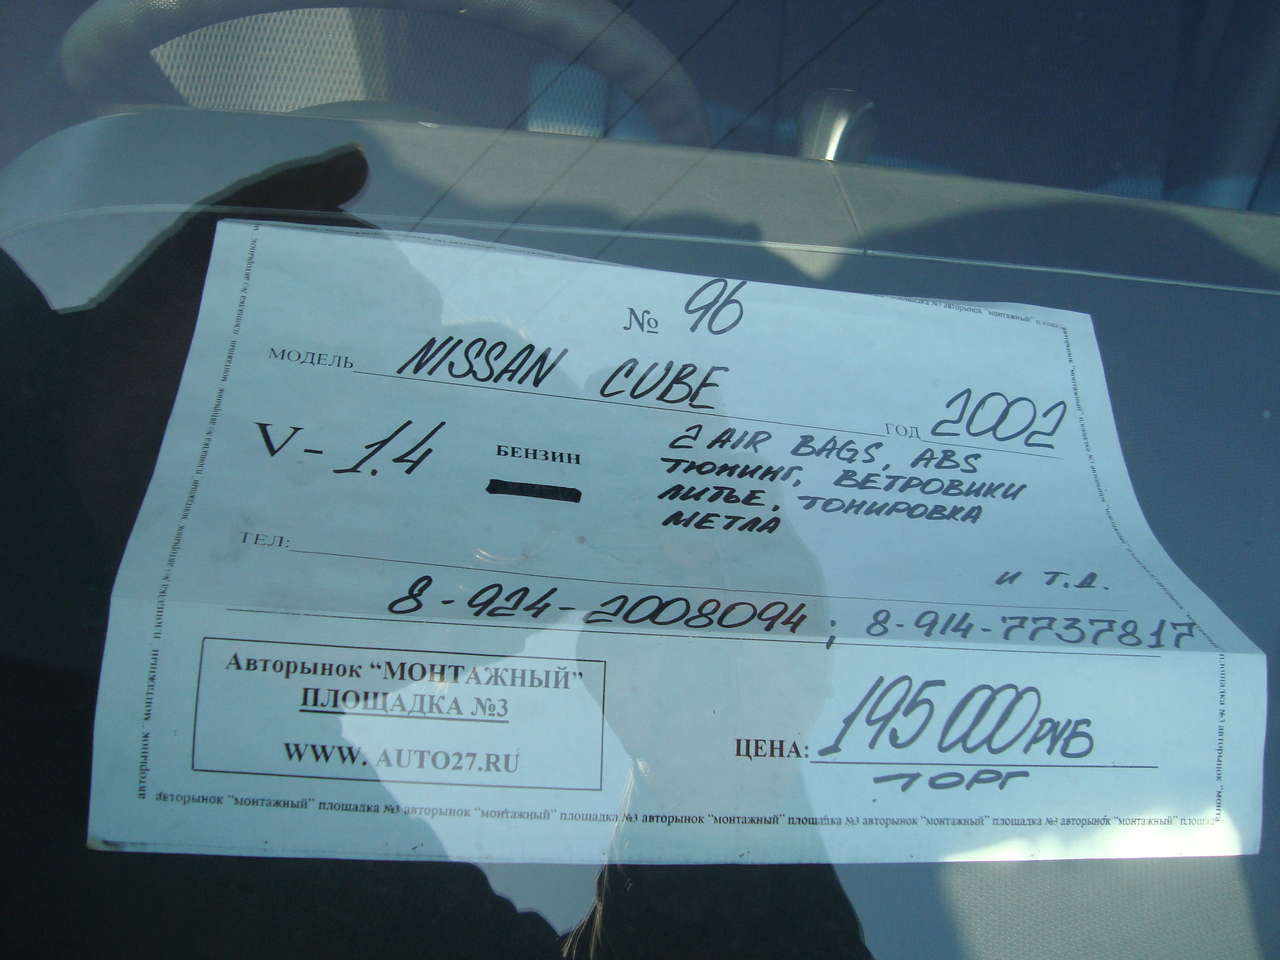 № 96
МОДЕЛЬ NISSAN CUBE
ГОД 2002
V- 1.4 БЕНЗИН
2 AIR BAGS, ABS
ТЮНИНГ, ВЕТРОВИКИ
ЛИТЬЕ, ТОНИРОВКА
МЕТЛА
И Т.Д.
ТЕЛ:
8-924-2008094; 8-914-7737817
Авторынок “МОНТАЖНЫЙ”
ПЛОЩАДКА №3
WWW. AUTO27.RU
ЦЕНА: 195 000 РУБ
ТОРГ
авторынок "монтажный" площадка №3 авторынок "монтажный" площадка №3 авторынок "монтажный" площадка №3 авторынок "монтажный" площадка №3 авторынок "монтажный"